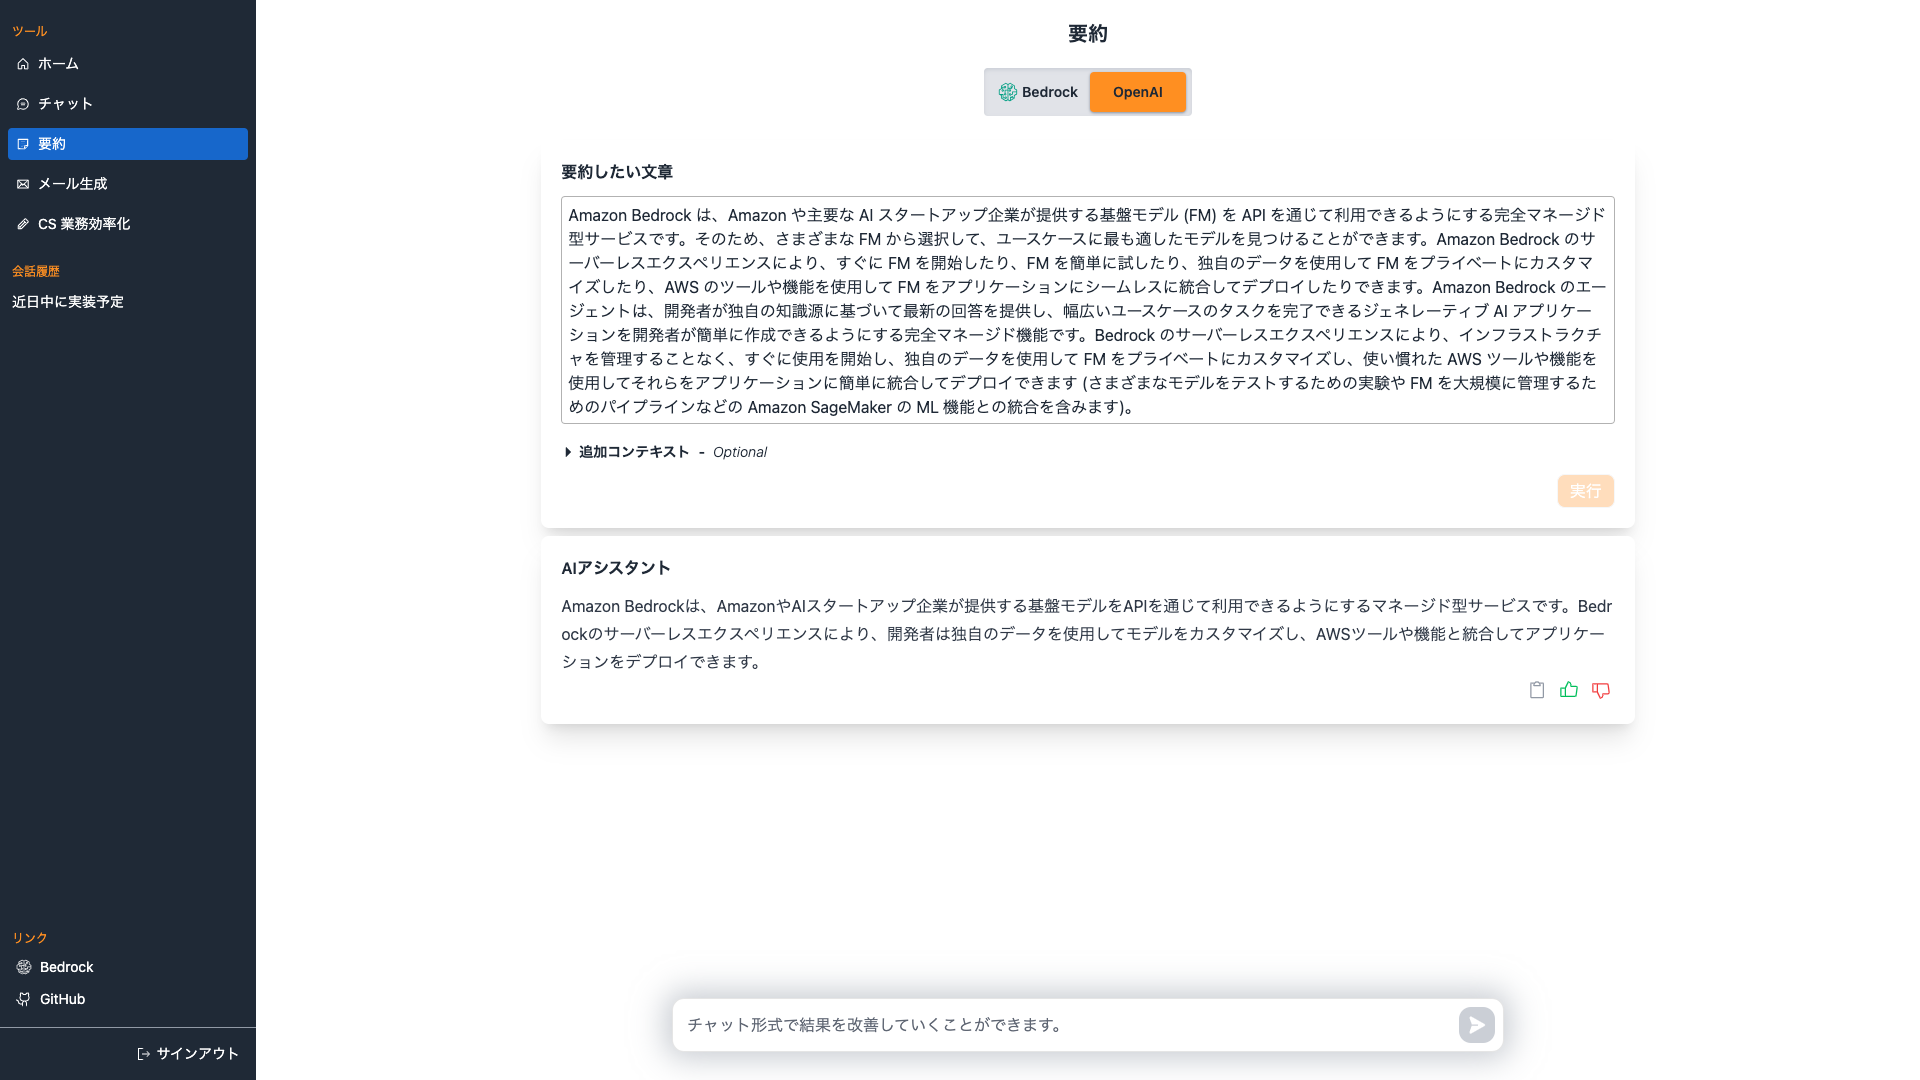 ツール
ホーム
チャット
要約
メール生成
CS 業務効率化
会話履歴
近日中に実装予定
リンク
Bedrock
GitHub
サインアウト
要約
Bedrock OpenAI
要約したい文章
Amazon Bedrock は、Amazon や主要な AI スタートアップ企業が提供する基盤モデル (FM) を API を通じて利用できるようにする完全マネージド
型サービスです。そのため、さまざまな FM から選択して、ユースケースに最も適したモデルを見つけることができます。Amazon Bedrock のサ
ーバーレスエクスペリエンスにより、すぐに FM を開始したり、FM を簡単に試したり、独自のデータを使用して FM をプライベートにカスタマ
イズしたり、AWS のツールや機能を使用して FM をアプリケーションにシームレスに統合してデプロイしたりできます。Amazon Bedrock のエー
ジェントは、開発者が独自の知識源に基づいて最新の回答を提供し、幅広いユースケースのタスクを完了できるジェネレーティブ AI アプリケー
ションを開発者が簡単に作成できるようにする完全マネージド機能です。Bedrock のサーバーレスエクスペリエンスにより、インフラストラクチ
ャを管理することなく、すぐに使用を開始し、独自のデータを使用して FM をプライベートにカスタマイズし、使い慣れた AWS ツールや機能を
使用してそれらをアプリケーションに簡単に統合してデプロイできます (さまざまなモデルをテストするための実験や FM を大規模に管理するた
めのパイプラインなどの Amazon SageMaker の ML 機能との統合を含みます)。
追加コンテキスト - Optional
実行
AIアシスタント
Amazon Bedrockは、AmazonやAIスタートアップ企業が提供する基盤モデルをAPIを通じて利用できるようにするマネージド型サービスです。Bedr
ockのサーバーレスエクスペリエンスにより、開発者は独自のデータを使用してモデルをカスタマイズし、AWSツールや機能と統合してアプリケー
ションをデプロイできます。
チャット形式で結果を改善していくことができます。